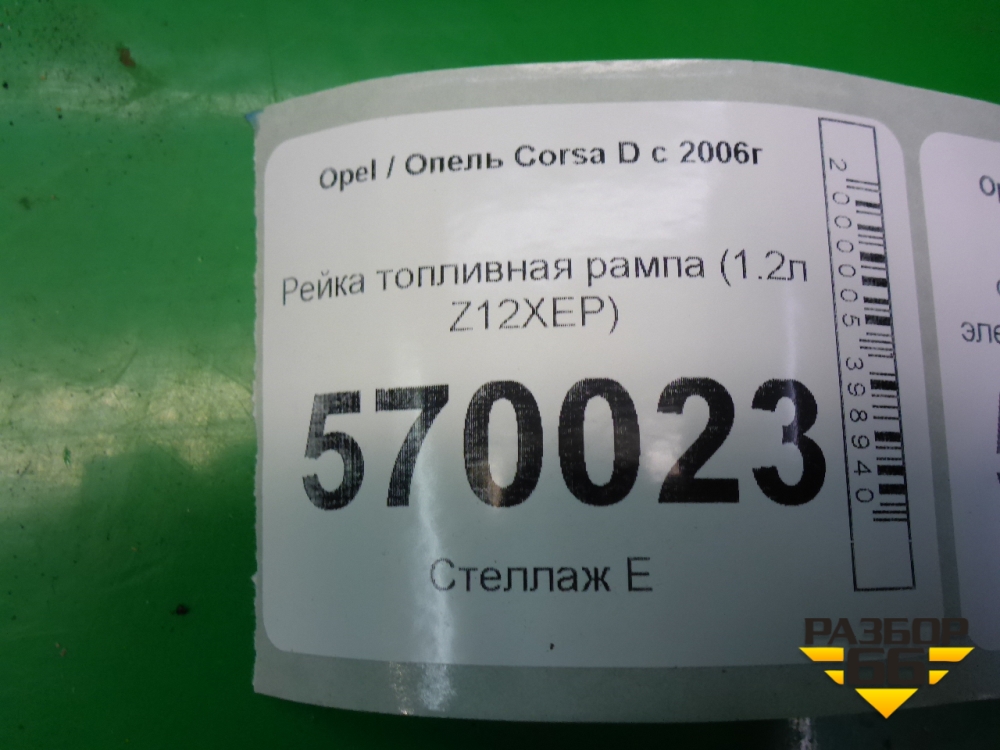 Opel / Опель Corsa D с 2006г
Рейка топливная рампа (1.2л
Z12XEP)
570023
Стеллаж Е
2000005398940
РАЗБОР
66